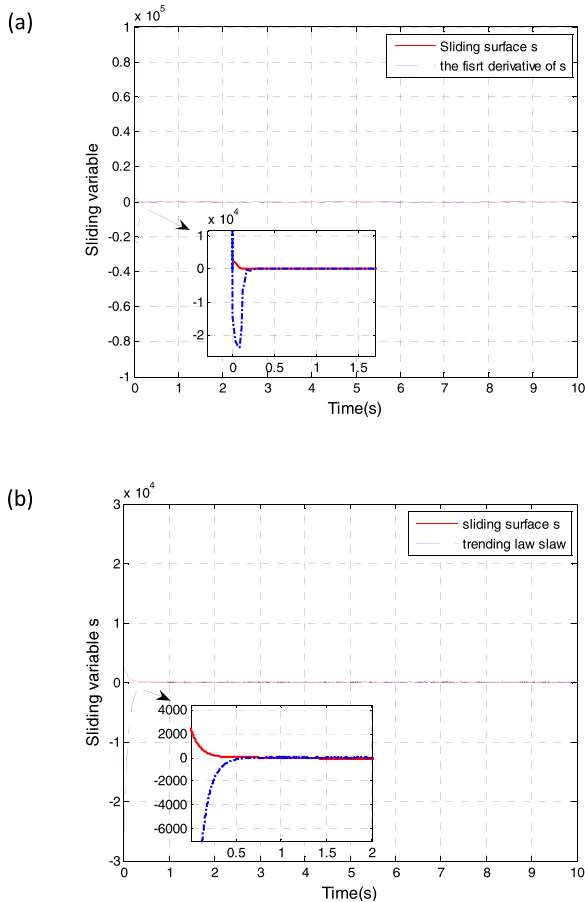 (a)
x 10^5
1
0.8
0.6
0.4
0.2
0
-0.2
-0.4
-0.6
-0.8
-1
Sliding variable
Sliding surface s
the fisrt derivative of s
x 10^4
1
0
-1
-2
0 0.5 1 1.5
0 1 2 3 4 5 6 7 8 9 10
Time(s)
(b)
x 10^4
3
2
1
0
-1
-2
-3
Sliding variable s
sliding surface s
trending law slaw
4000
2000
0
-2000
-4000
-6000
0.5 1 1.5 2
0 1 2 3 4 5 6 7 8 9 10
Time(s)